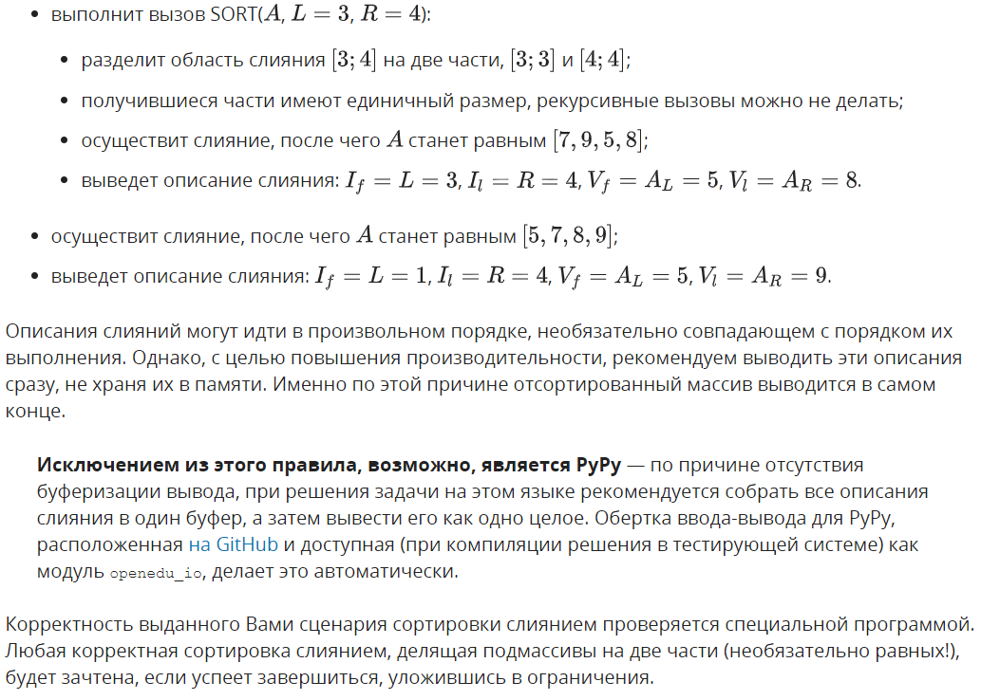 • выполнит вызов SORT(A, L = 3, R = 4):
• разделит область слияния [3; 4] на две части, [3; 3] и [4; 4];
• получившиеся части имеют единичный размер, рекурсивные вызовы можно не делать;
• осуществит слияние, после чего A станет равным [7, 9, 5, 8];
• выведет описание слияния: I_f = L = 3, I_l = R = 4, V_f = A_L = 5, V_l = A_R = 8.
• осуществит слияние, после чего A станет равным [5, 7, 8, 9];
• выведет описание слияния: I_f = L = 1, I_l = R = 4, V_f = A_L = 5, V_l = A_R = 9.
Описания слияний могут идти в произвольном порядке, необязательно совпадающем с порядком их
выполнения. Однако, с целью повышения производительности, рекомендуем выводить эти описания
сразу, не храня их в памяти. Именно по этой причине отсортированный массив выводится в самом
конце.
Исключением из этого правила, возможно, является PyPy — по причине отсутствия
буферизации вывода, при решения задачи на этом языке рекомендуется собрать все описания
слияния в один буфер, а затем вывести его как одно целое. Обертка ввода-вывода для PyPy,
расположенная на GitHub и доступная (при компиляции решения в тестирующей системе) как
модуль openedu_io, делает это автоматически.
Корректность выданного Вами сценария сортировки слиянием проверяется специальной программой.
Любая корректная сортировка слиянием, делящая подмассивы на две части (необязательно равных!),
будет зачтена, если успеет завершиться, уложившись в ограничения.